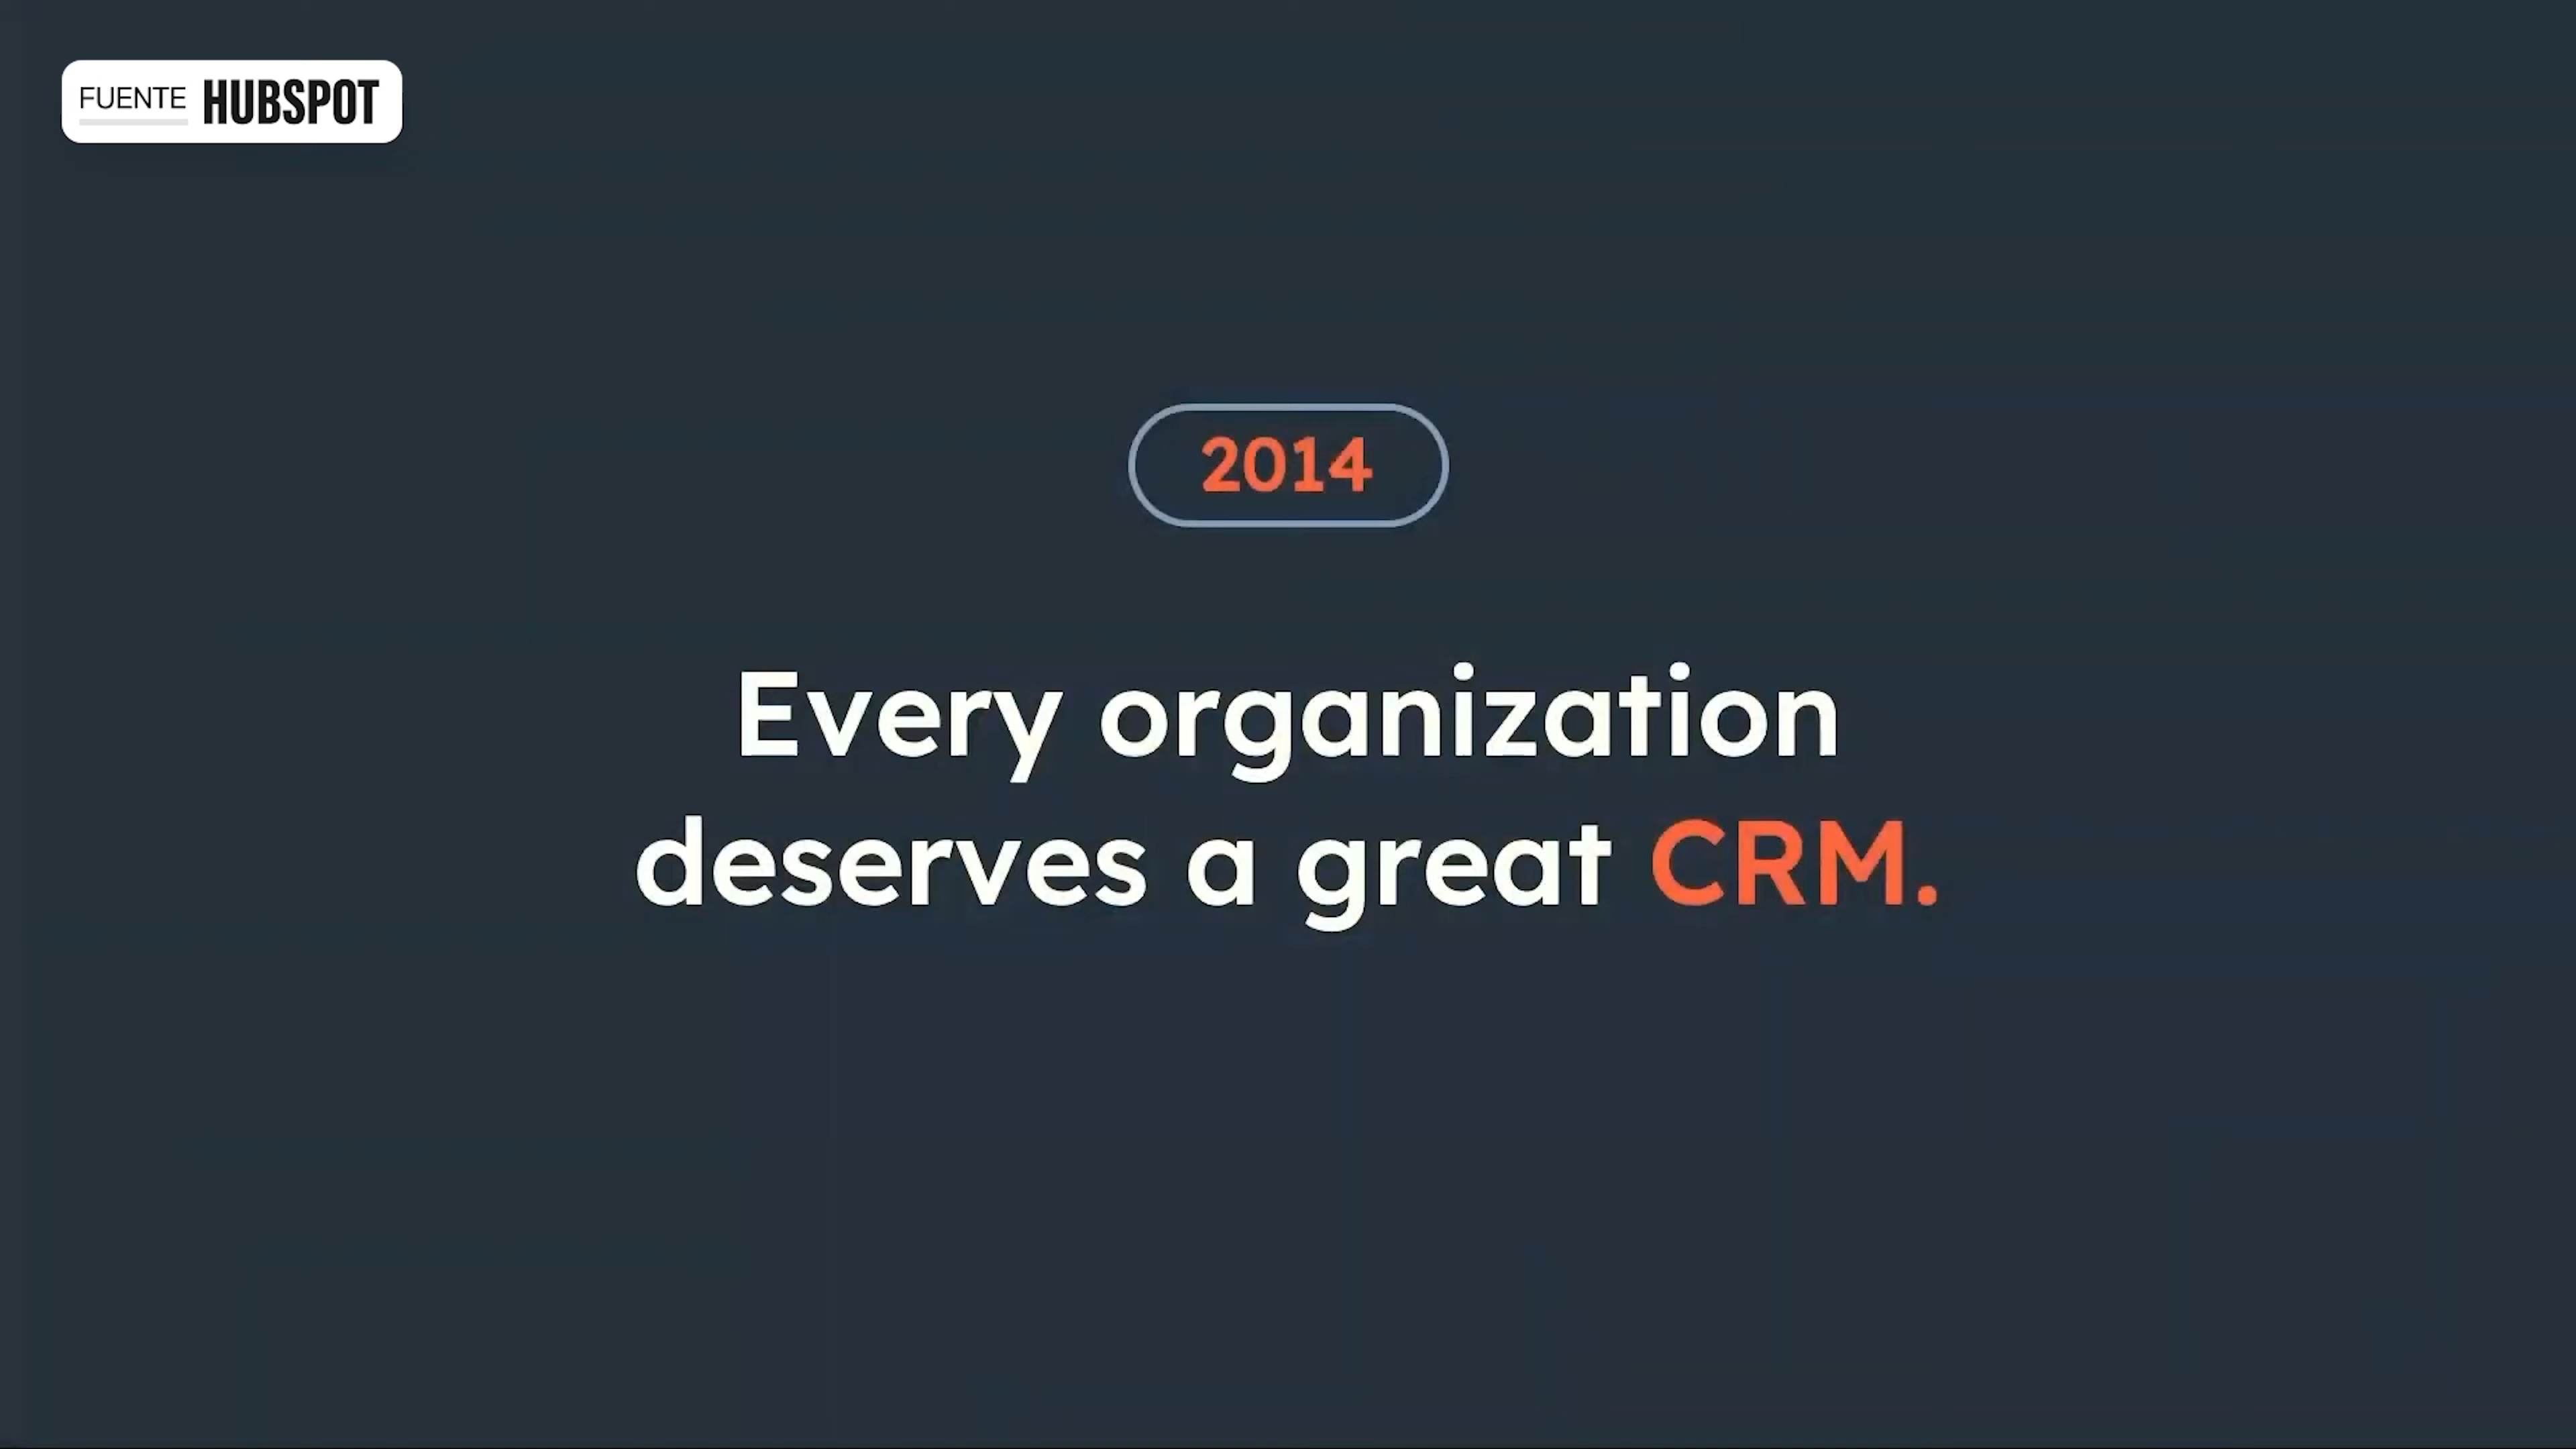 FUENTE HUBSPOT
2014
Every organization
deserves a great CRM.